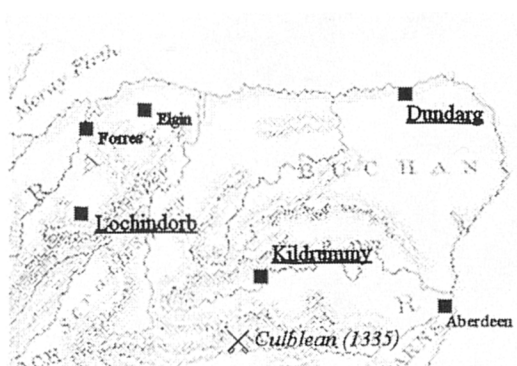 Moray Firth
Elgin
Forres
Dundarg
BUCHAN
Lochindorb
Kildrummy
Aberdeen
Culblean (1335)